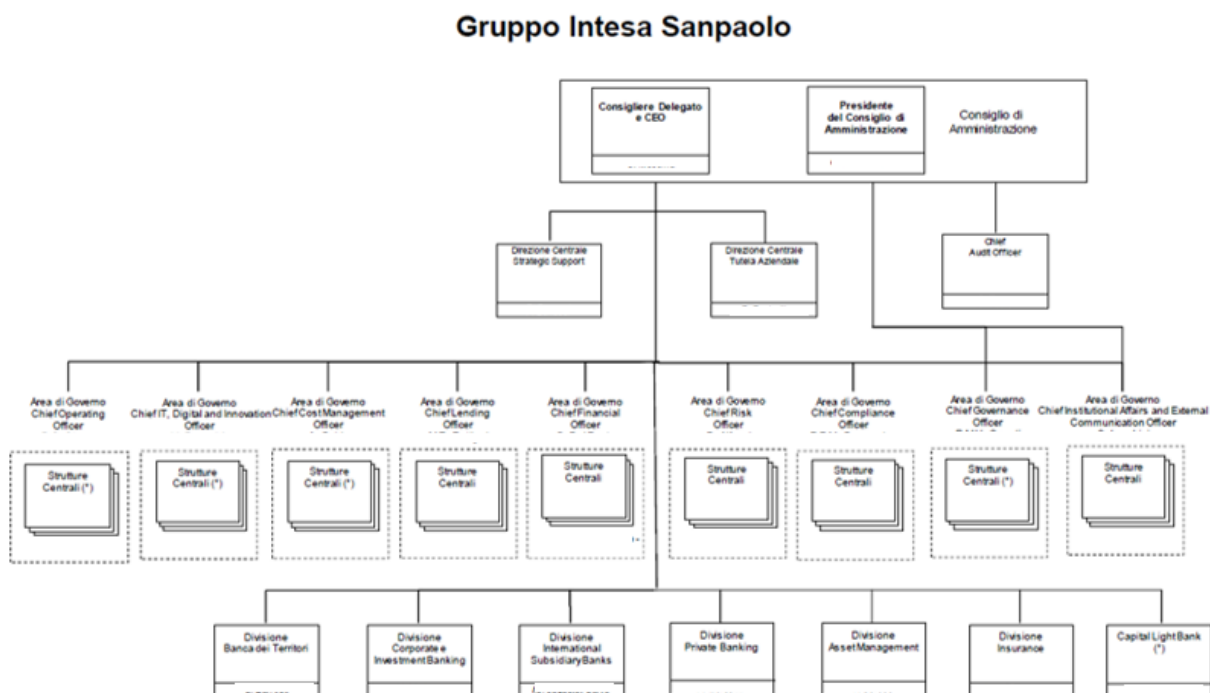 Gruppo Intesa Sanpaolo
Consigliere Delegato
e CEO
Presidente
del Consiglio di
Amministrazione
Consiglio di
Amministrazione
Direzione Centrale
Strategic Support
Direzione Centrale
Tutela Aziendale
Chief
Audit Officer
Area di Governo
Chief Operating
Officer
Area di Governo
Chief IT, Digital and Innovation
Officer
Area di Governo
Chief Cost Management
Officer
Area di Governo
Chief Lending
Officer
Area di Governo
Chief Financial
Officer
Area di Governo
Chief Risk
Officer
Area di Governo
Chief Compliance
Officer
Area di Governo
Chief Governance
Officer
Area di Governo
Chief Institutional Affairs and External
Communication Officer
Strutture
Centrali (*)
Strutture
Centrali (*)
Strutture
Centrali (*)
Strutture
Centrali
Strutture
Centrali
Strutture
Centrali
Strutture
Centrali
Strutture
Centrali (*)
Strutture
Centrali
Divisione
Banca dei Territori
Divisione
Corporate e
Investment Banking
Divisione
International
Subsidiary Banks
Divisione
Private Banking
Divisione
Asset Management
Divisione
Insurance
Capital Light Bank
(*)